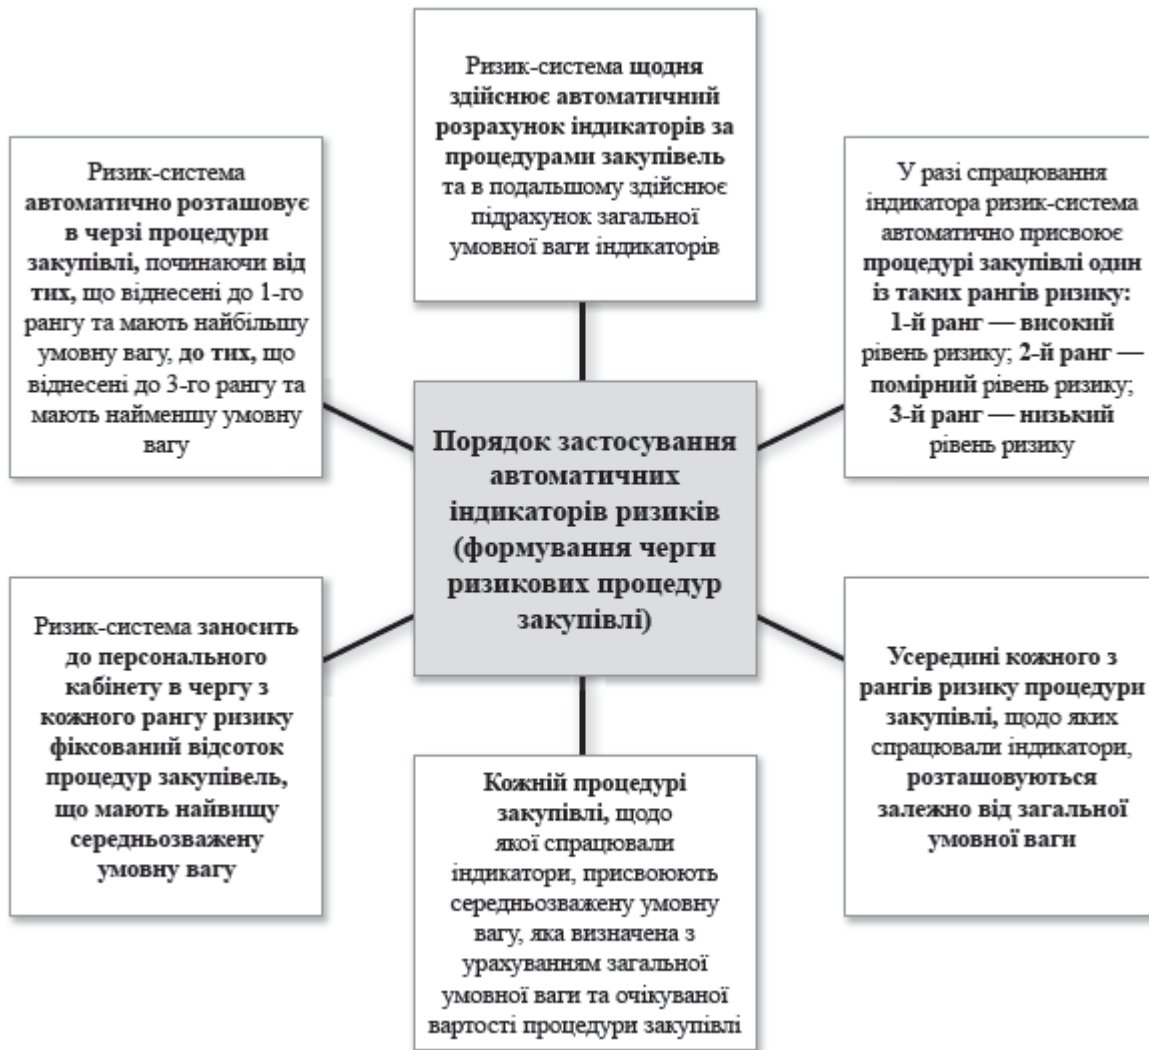 Ризик-система щодня
здійснює автоматичний
розрахунок індикаторів за
процедурами закупівель
та в подальшому здійснює
підрахунок загальної
умовної ваги індикаторів
У разі спрацювання
індикатора ризик-система
автоматично присвоює
процедурі закупівлі один
із таких рангів ризику:
1-й ранг — високий
рівень ризику; 2-й ранг —
помірний рівень ризику;
3-й ранг — низький
рівень ризику
Усередині кожного з
рангів ризику процедури
закупівлі, щодо яких
спрацювали індикатори,
розташовуються
залежно від загальної
умовної ваги
Кожній процедурі
закупівлі, щодо
якої спрацювали
індикатори, присвоюють
середньозважену умовну
вагу, яка визначена з
урахуванням загальної
умовної ваги та очікуваної
вартості процедури закупівлі
Ризик-система заносить
до персонального
кабінету в чергу з
кожного рангу ризику
фіксований відсоток
процедур закупівель,
що мають найвищу
середньозважену
умовну вагу
Ризик-система
автоматично розташовує
в черзі процедури
закупівлі, починаючи від
тих, що віднесені до 1-го
рангу та мають найбільшу
умовну вагу, до тих, що
віднесені до 3-го рангу та
мають найменшу умовну
вагу
Порядок застосування
автоматичних
індикаторів ризиків
(формування черги
ризикових процедур
закупівлі)